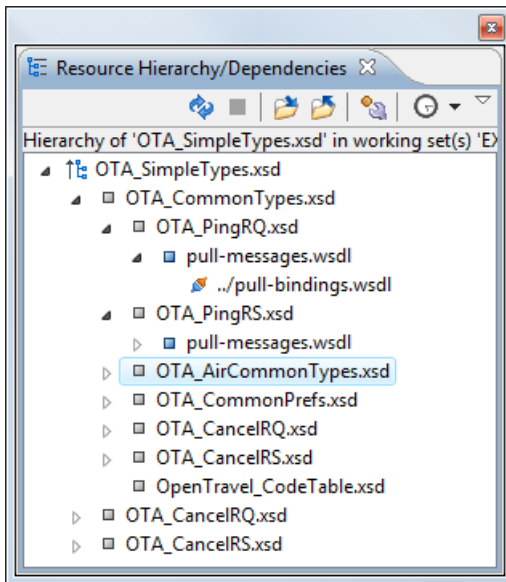 Resource Hierarchy/Dependencies
Hierarchy of 'OTA_SimpleTypes.xsd' in working set(s) 'EX
OTA_SimpleTypes.xsd
OTA_CommonTypes.xsd
OTA_PingRQ.xsd
pull-messages.wsdl
../pull-bindings.wsdl
OTA_PingRS.xsd
pull-messages.wsdl
OTA_AirCommonTypes.xsd
OTA_CommonPrefs.xsd
OTA_CancelRQ.xsd
OTA_CancelRS.xsd
OpenTravel_CodeTable.xsd
OTA_CancelRQ.xsd
OTA_CancelRS.xsd